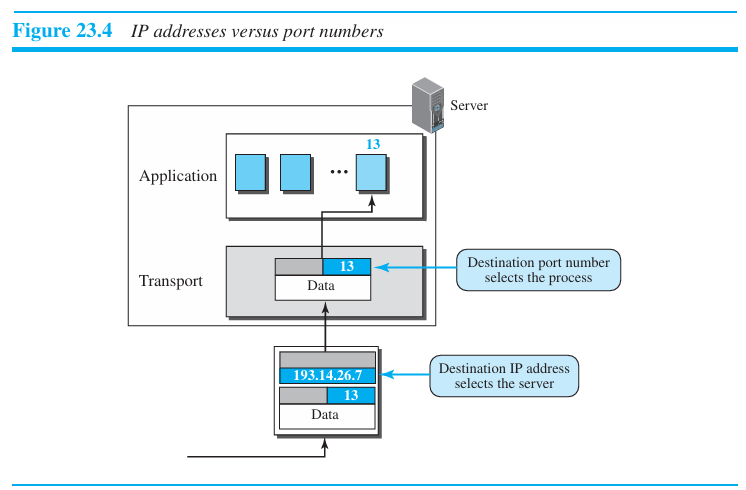 Figure 23.4 IP addresses versus port numbers
Server
13
Application
•••
Transport
13
Data
Destination port number
selects the process
193.14.26.7
13
Data
Destination IP address
selects the server